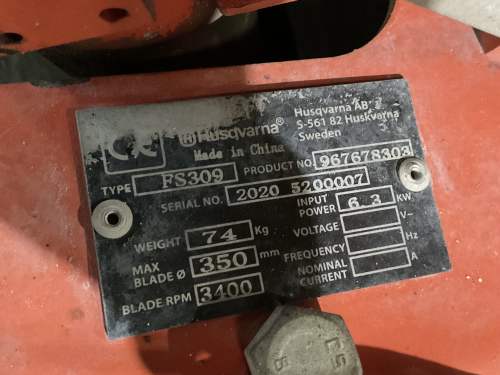 Husqvarna AB
S-561 82 Huskvarna
Sweden
CE Husqvarna®
Made in China
TYPE FS309 PRODUCT NO. 967678303
SERIAL NO. 2020 5200007
WEIGHT 74 Kg
INPUT POWER 6.3 KW
MAX BLADE Ø 350 mm
VOLTAGE V~
BLADE RPM 3400
FREQUENCY Hz
NOMINAL CURRENT A